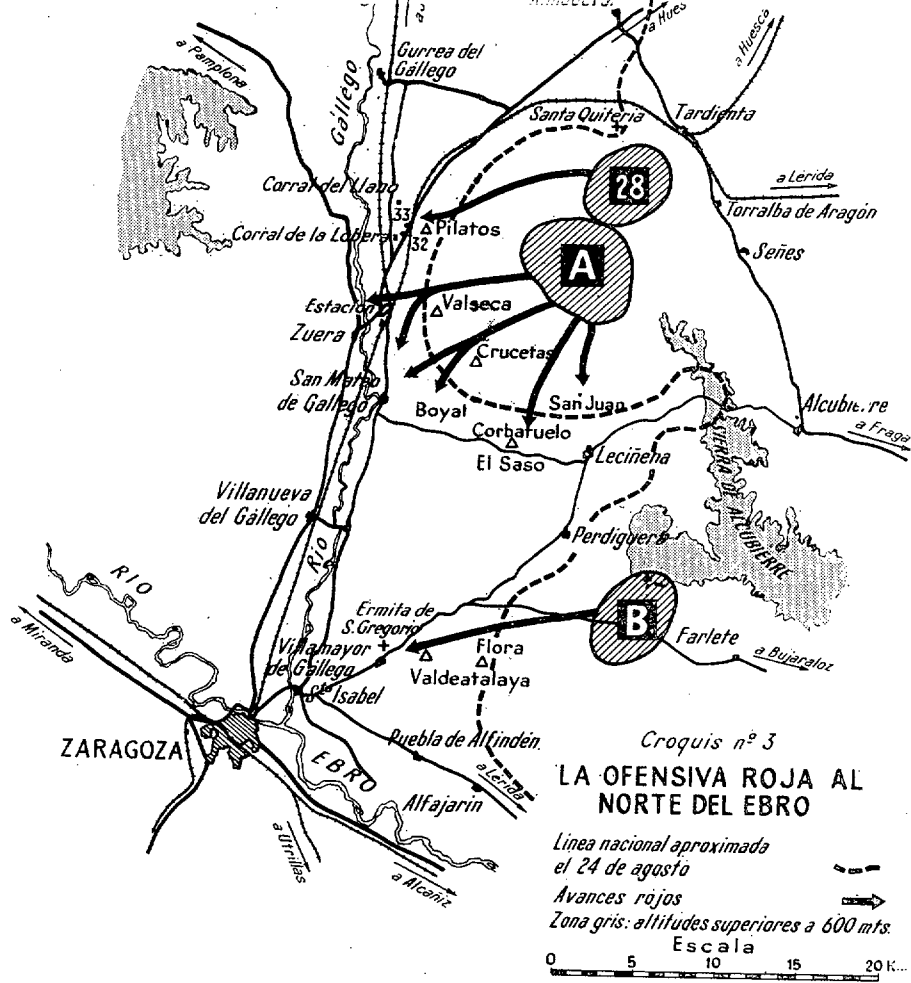 a Hues
a Huesca
a Pamplona
Gurrea del
Gállego
Gállego
Santa Quiteria
Tardienta
28
a Lérida
Corral del Llano
33
Torralba de Aragón
Corral de la Lobera
32
Pilatos
Señes
A
Estación
Valseca
Zuera
Crucetas
San Mateo
de Gallego
Boyal
San Juan
Alcubierre
a Fraga
Corbatuelo
El Saso
Leciñena
SIERRA DE ALCUBIERRE
Villanueva
del Gállego
Río
Perdiguera
RIO
a Miranda
Ermita de
S. Gregorio
B
Villamayor
de Gállego
Flora
Farlete
a Bujaraloz
Valdeatalaya
Sta Isabel
ZARAGOZA
Puebla de Alfindén.
EBRO
a Lérida
Alfajarín
a Utrillas
a Alcañiz
Croquis nº 3
LA OFENSIVA ROJA AL
NORTE DEL EBRO
Linea nacional aproximada
el 24 de agosto
Avances rojos
Zona gris: altitudes superiores a 600 mts.
Escala
0 5 10 15 20 K...